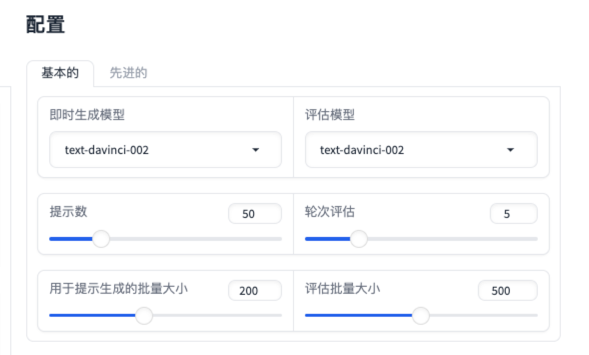 配置
基本的 先进的
即时生成模型 评估模型
text-davinci-002 text-davinci-002
提示数 50 轮次评估 5
用于提示生成的批量大小 200 评估批量大小 500